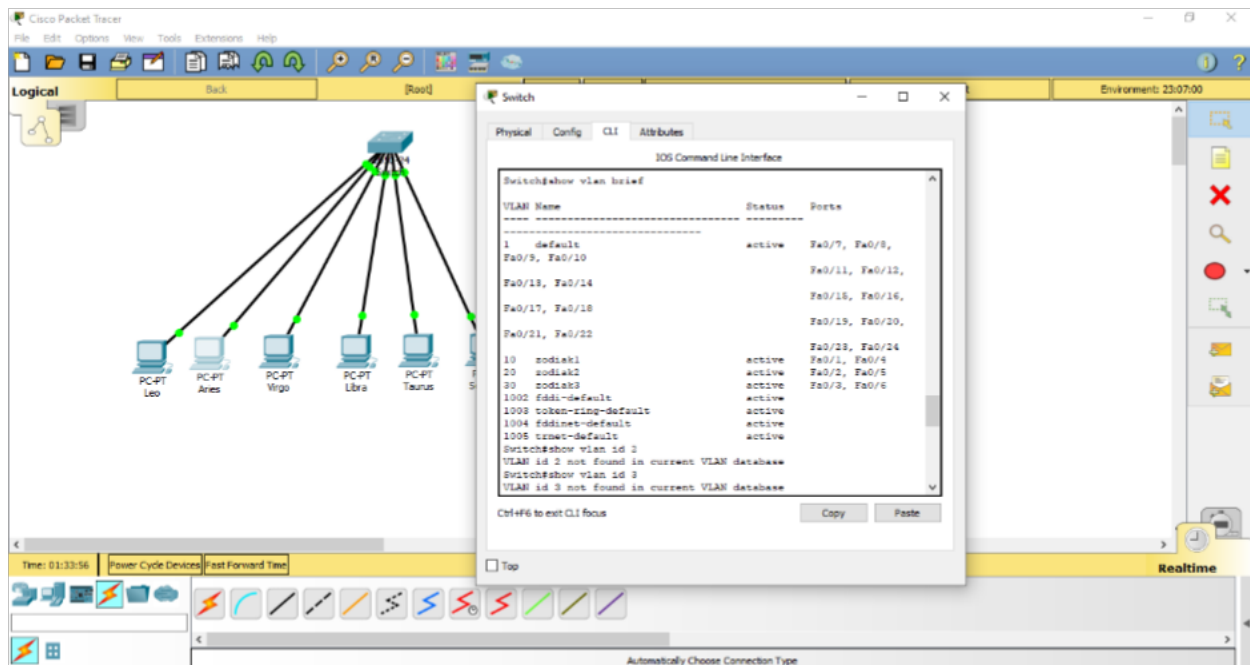 Cisco Packet Tracer
File Edit Options View Tools Extensions Help
Logical
Back
[Root]
Environment: 23:07:00
Switch
Physical Config CLI Attributes
IOS Command Line Interface
Switch#show vlan brief
VLAN Name Status Ports
---- -------------------------------- --------- -------------------------------
1 default active Fa0/7, Fa0/8,
Fa0/9, Fa0/10
Fa0/11, Fa0/12,
Fa0/13, Fa0/14
Fa0/15, Fa0/16,
Fa0/17, Fa0/18
Fa0/19, Fa0/20,
Fa0/21, Fa0/22
Fa0/23, Fa0/24
10 zodiak1 active Fa0/1, Fa0/4
20 zodiak2 active Fa0/2, Fa0/5
30 zodiak3 active Fa0/3, Fa0/6
1002 fddi-default active
1003 token-ring-default active
1004 fddinet-default active
1005 trnet-default active
Switch#show vlan id 2
VLAN id 2 not found in current VLAN database
Switch#show vlan id 3
VLAN id 3 not found in current VLAN database
Ctrl+F6 to exit CLI focus
Copy
Paste
Top
PC-PT
Leo
PC-PT
Aries
PC-PT
Virgo
PC-PT
Libra
PC-PT
Taurus
Time: 01:33:56
Power Cycle Devices
Fast Forward Time
Realtime
Automatically Choose Connection Type